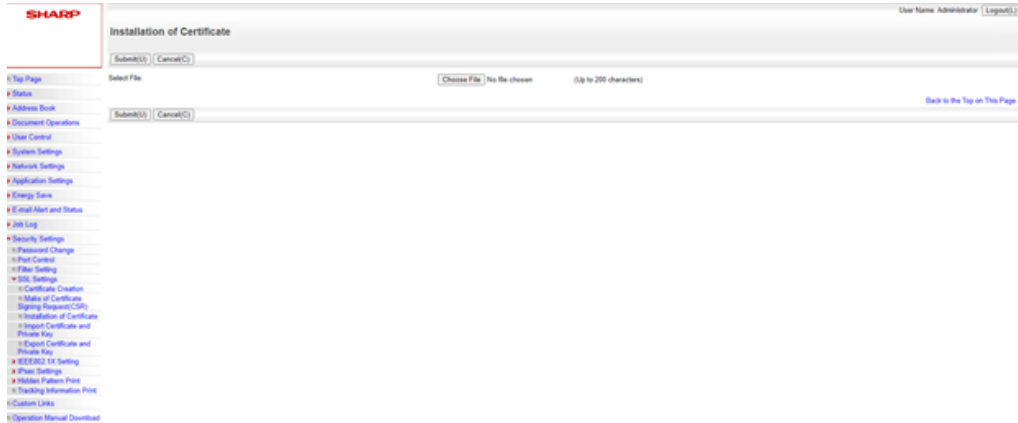 SHARP
User Name: Administrator Logout(L)
Installation of Certificate
Submit(U) Cancel(C)
Select File: Choose File No file chosen (Up to 200 characters)
Back to the Top on This Page
Submit(U) Cancel(C)
Top Page
Status
Address Book
Document Operations
User Control
System Settings
Network Settings
Application Settings
Energy Save
E-mail Alert and Status
Job Log
Security Settings
Password Change
Port Control
Filter Setting
SSL Settings
Certificate Creation
Make of Certificate
Signing Request(CSR)
Installation of Certificate
Import Certificate and
Private Key
Export Certificate and
Private Key
IEEE802.1X Setting
IPsec Settings
Hidden Pattern Print
Tracking Information Print
Custom Links
Operation Manual Download